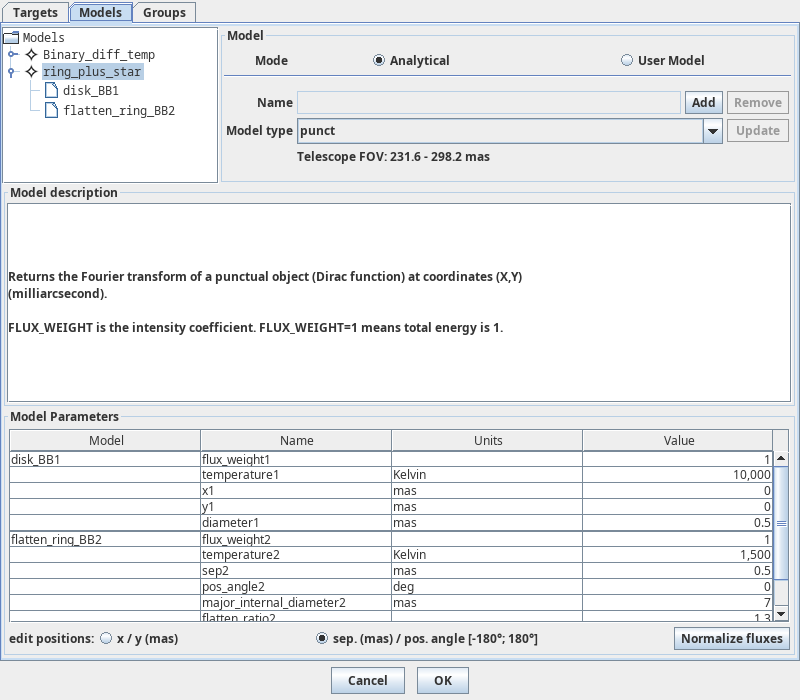 Targets Models Groups
Models
Binary_diff_temp
ring_plus_star
disk_BB1
flatten_ring_BB2
Model
Mode Analytical User Model
Name Add Remove
Model type punct Update
Telescope FOV: 231.6 - 298.2 mas
Model description
Returns the Fourier transform of a punctual object (Dirac function) at coordinates (X,Y)
(milliarcsecond).
FLUX_WEIGHT is the intensity coefficient. FLUX_WEIGHT=1 means total energy is 1.
Model Parameters
Model Name Units Value
disk_BB1 flux_weight1 1
temperature1 Kelvin 10,000
x1 mas 0
y1 mas 0
diameter1 mas 0.5
flatten_ring_BB2 flux_weight2 1
temperature2 Kelvin 1,500
sep2 mas 0.5
pos_angle2 deg 0
major_internal_diameter2 mas 7
flatten_ratio2 1.3
edit positions: x / y (mas) sep. (mas) / pos. angle [-180°; 180°] Normalize fluxes
Cancel OK